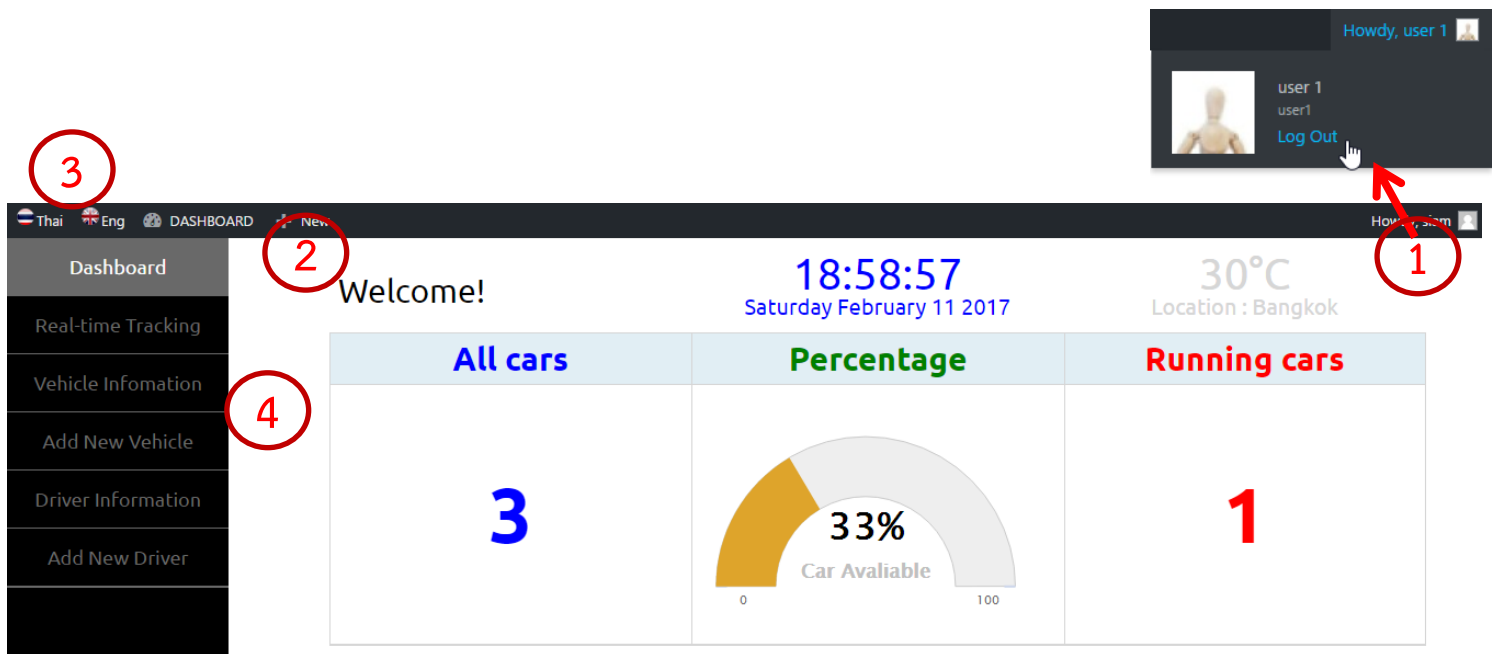 Howdy, user 1
user 1
user1
Log Out
3
Thai Eng DASHBOARD + New
Howdy, siam
2
1
Dashboard
Real-time Tracking
Vehicle Infomation
Add New Vehicle
Driver Information
Add New Driver
4
Welcome!
18:58:57
Saturday February 11 2017
30°C
Location : Bangkok
All cars
Percentage
Running cars
3
33%
Car Avaliable
0
100
1